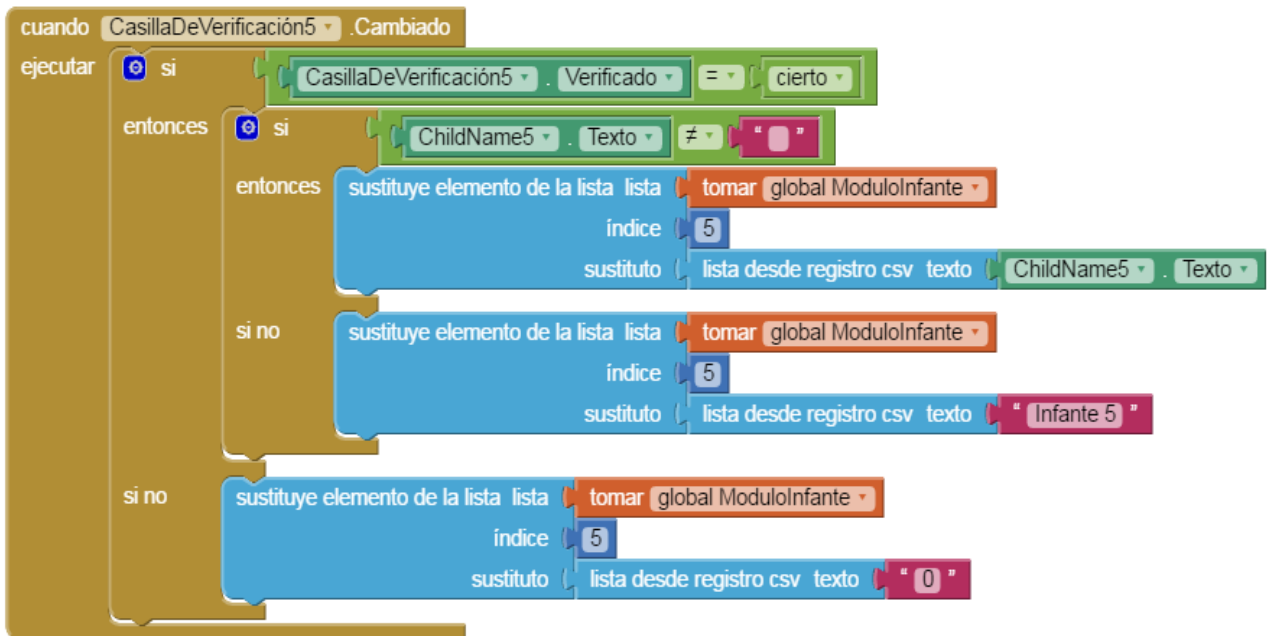 cuando CasillaDeVerificación5 .Cambiado
ejecutar si CasillaDeVerificación5 . Verificado = cierto
entonces si ChildName5 . Texto ≠ " "
entonces sustituye elemento de la lista lista tomar global ModuloInfante
índice 5
sustituto lista desde registro csv texto ChildName5 . Texto
si no sustituye elemento de la lista lista tomar global ModuloInfante
índice 5
sustituto lista desde registro csv texto " Infante 5 "
si no sustituye elemento de la lista lista tomar global ModuloInfante
índice 5
sustituto lista desde registro csv texto " 0 "